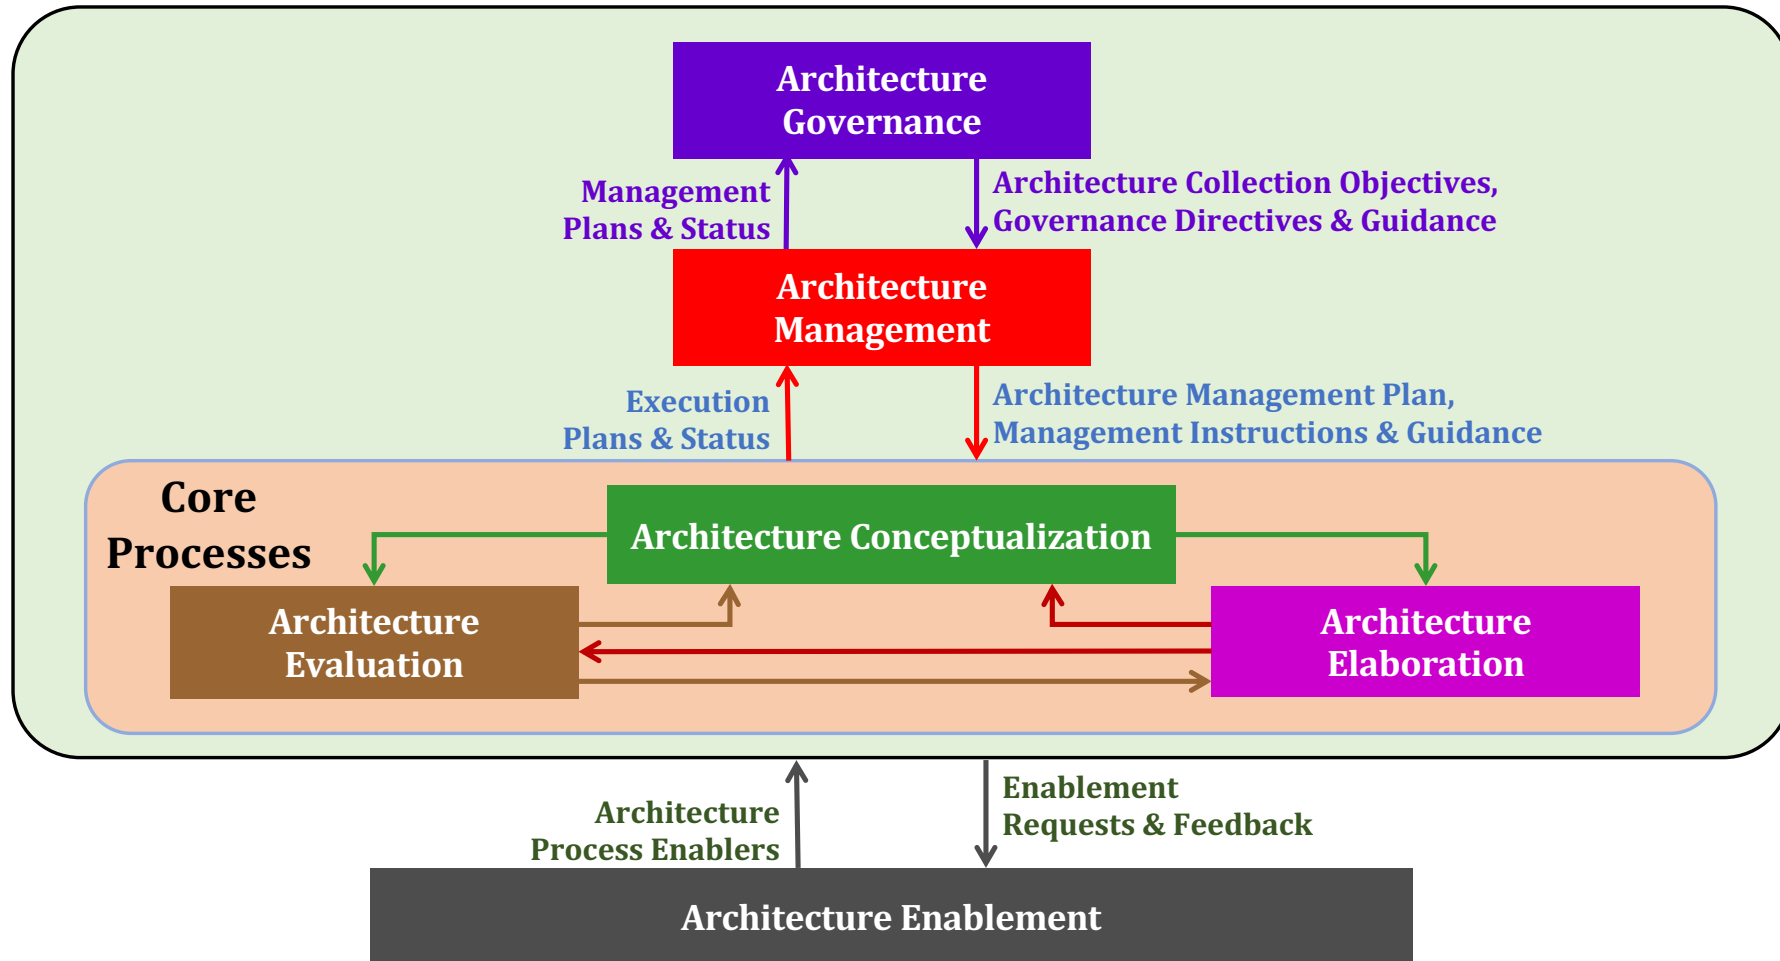 Architecture
Governance
Management
Plans & Status
Architecture Collection Objectives,
Governance Directives & Guidance
Architecture
Management
Execution
Plans & Status
Architecture Management Plan,
Management Instructions & Guidance
Core
Processes
Architecture Conceptualization
Architecture
Evaluation
Architecture
Elaboration
Architecture
Process Enablers
Enablement
Requests & Feedback
Architecture Enablement